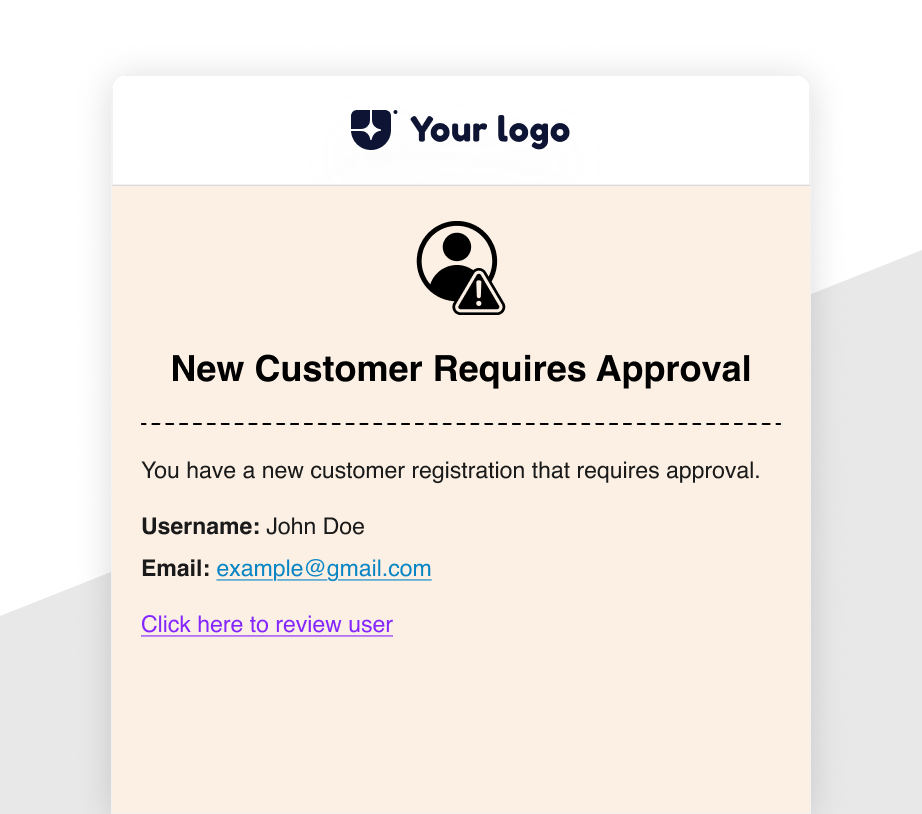 Your logo
New Customer Requires Approval
You have a new customer registration that requires approval.
Username: John Doe
Email: example@gmail.com
Click here to review user